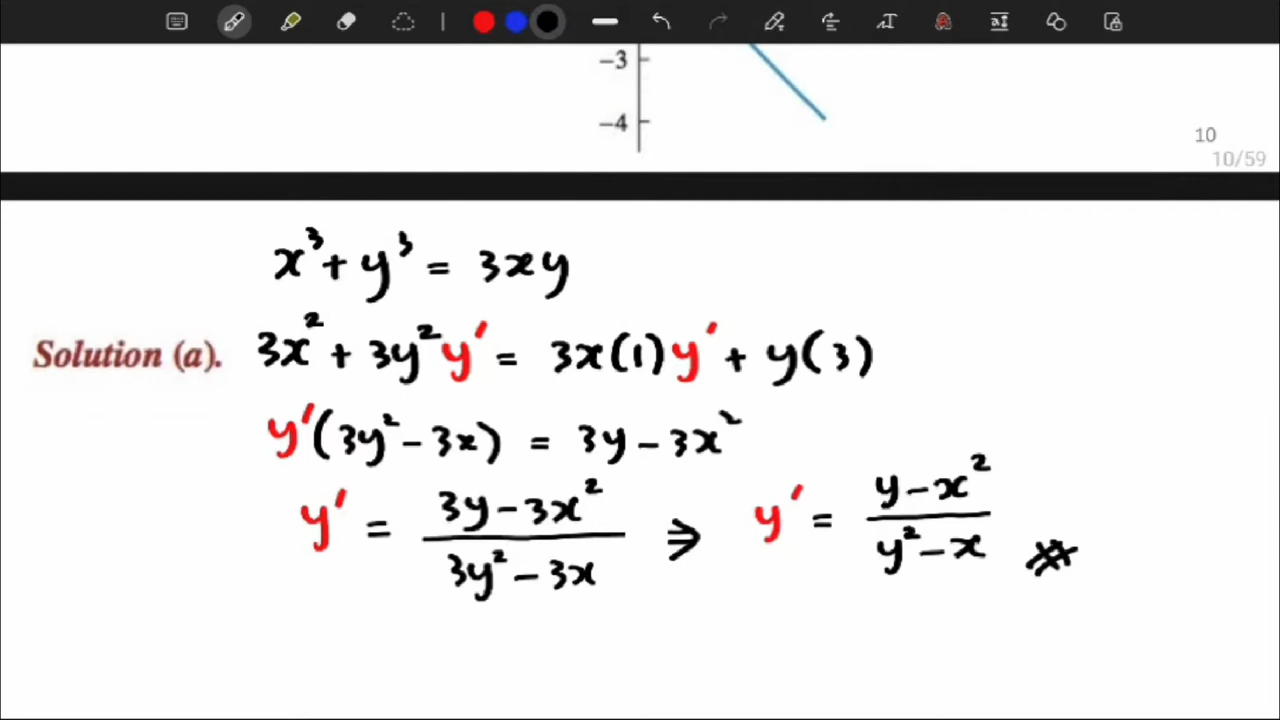 −3
−4
10
10/59
x³ + y³ = 3xy
Solution (a). 3x² + 3y² y′ = 3x(1) y′ + y(3)
y′(3y² − 3x) = 3y − 3x²
y′ = (3y − 3x²)/(3y² − 3x) ⇒ y′ = (y − x²)/(y² − x)